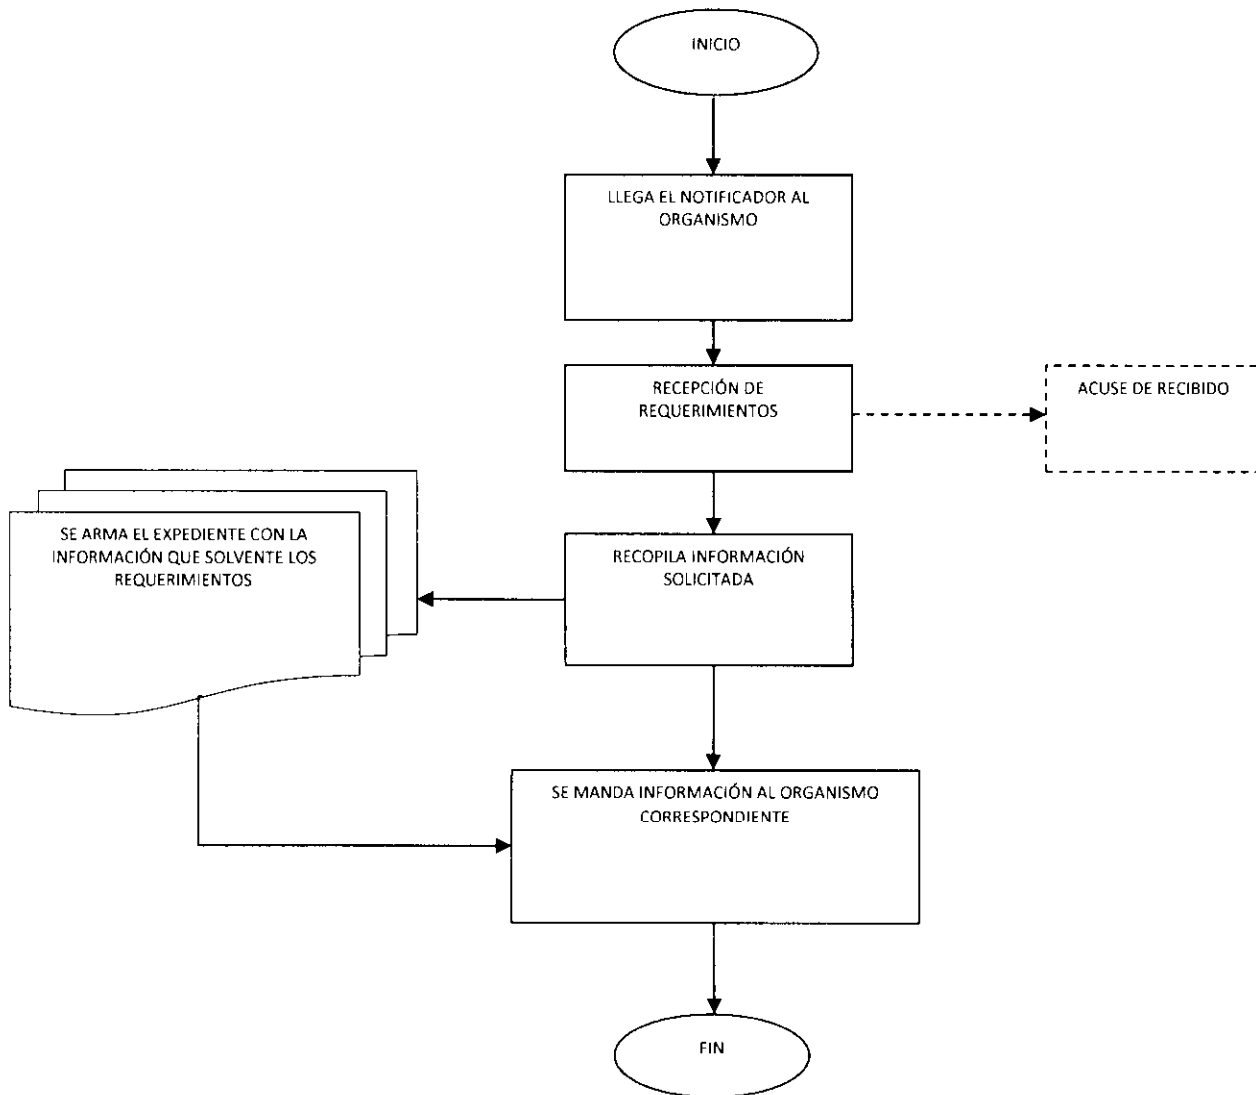 INICIO
LLEGA EL NOTIFICADOR AL
ORGANISMO
RECEPCIÓN DE
REQUERIMIENTOS
ACUSE DE RECIBIDO
SE ARMA EL EXPEDIENTE CON LA
INFORMACIÓN QUE SOLVENTE LOS
REQUERIMIENTOS
RECOPILA INFORMACIÓN
SOLICITADA
SE MANDA INFORMACIÓN AL ORGANISMO
CORRESPONDIENTE
FIN